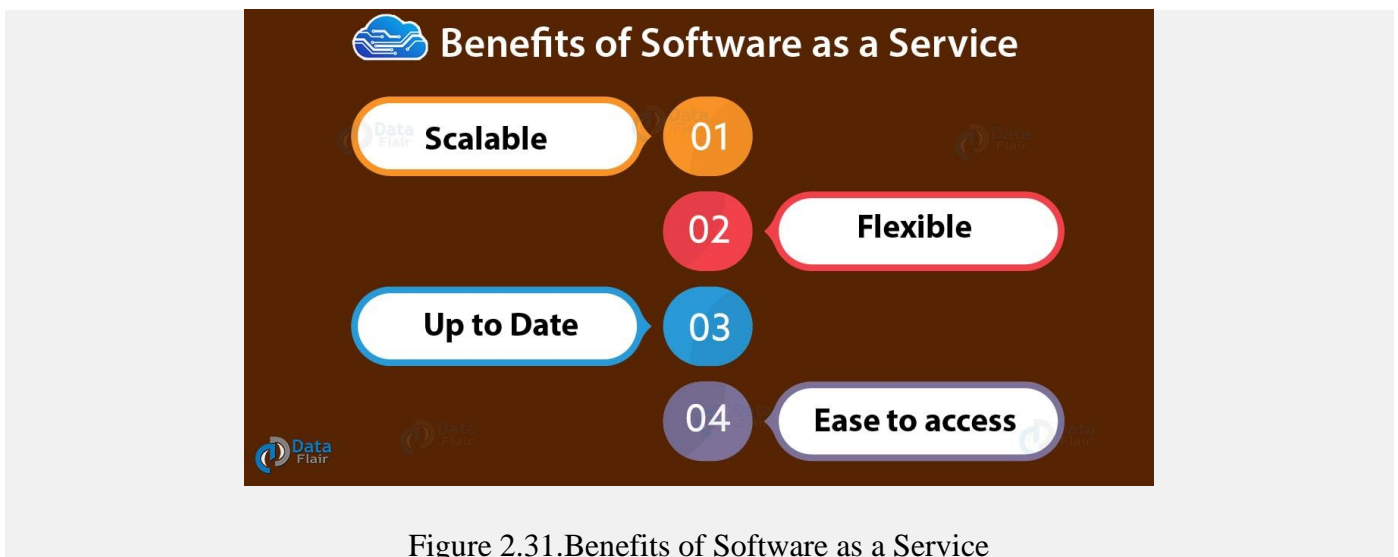 Benefits of Software as a Service
Scalable 01
02 Flexible
Up to Date 03
04 Ease to access
Data
Flair
Figure 2.31.Benefits of Software as a Service